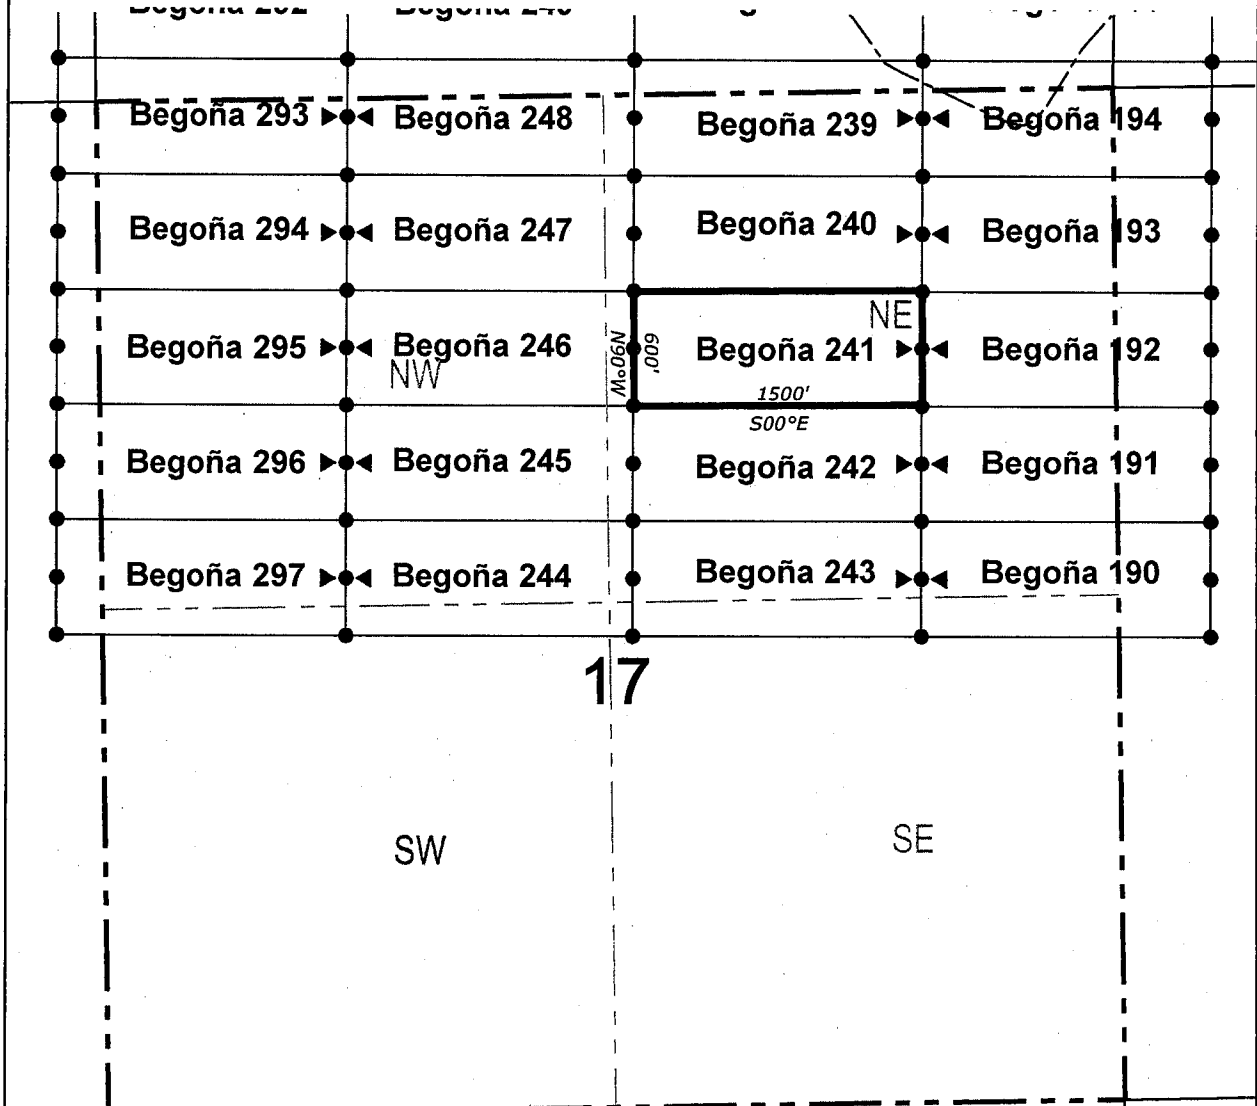 Begoña 293 Begoña 248 Begoña 239 Begoña 194
Begoña 294 Begoña 247 Begoña 240 Begoña 193
NE
Begoña 295 Begoña 246 N90°W 600' Begoña 241 Begoña 192
NW
1500'
S00°E
Begoña 296 Begoña 245 Begoña 242 Begoña 191
Begoña 297 Begoña 244 Begoña 243 Begoña 190
17
SW SE